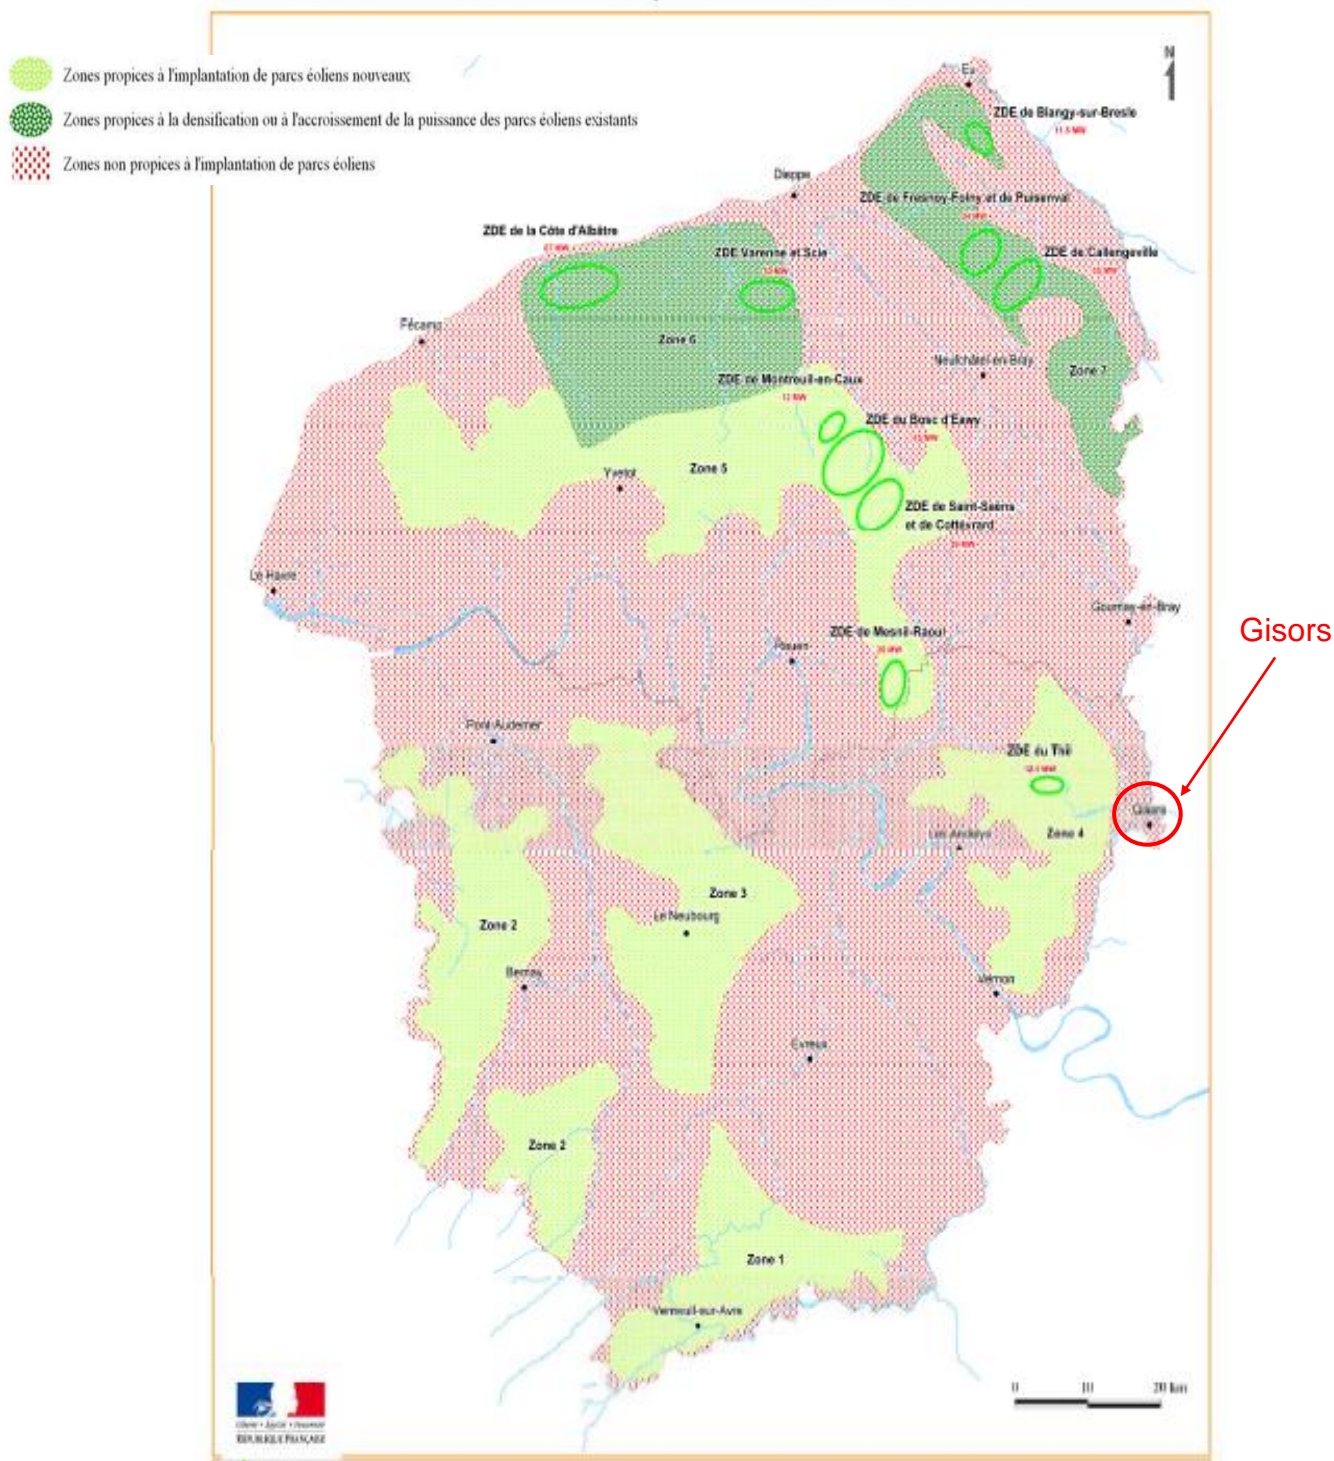 Zones propices à l'implantation de parcs éoliens nouveaux
Zones propices à la densification ou à l'accroissement de la puissance des parcs éoliens existants
Zones non propices à l'implantation de parcs éoliens
N
Eu
ZDE de Blangy-sur-Bresle
Dieppe
ZDE de Fresnoy-Folny et de Puisenval
ZDE de la Côte d'Albâtre
ZDE Varenne et Scie
ZDE de Callengeville
Fécamp
Zone 6
Neufchâtel-en-Bray
Zone 7
ZDE de Montreuil-en-Caux
12 MW
ZDE du Bosc d'Eawy
Zone 5
Yvetot
ZDE de Saint-Saëns
et de Cottévrard
Le Havre
Gournay-en-Bray
Gisors
ZDE de Mesnil-Raoul
Rouen
Pont-Audemer
ZDE du Thil
Gisors
Les Andelys
Zone 4
Zone 3
Le Neubourg
Zone 2
Bernay
Vernon
Evreux
Zone 2
Zone 1
Verneuil-sur-Avre
0 10 20 km
Liberté • Égalité • Fraternité
RÉPUBLIQUE FRANÇAISE